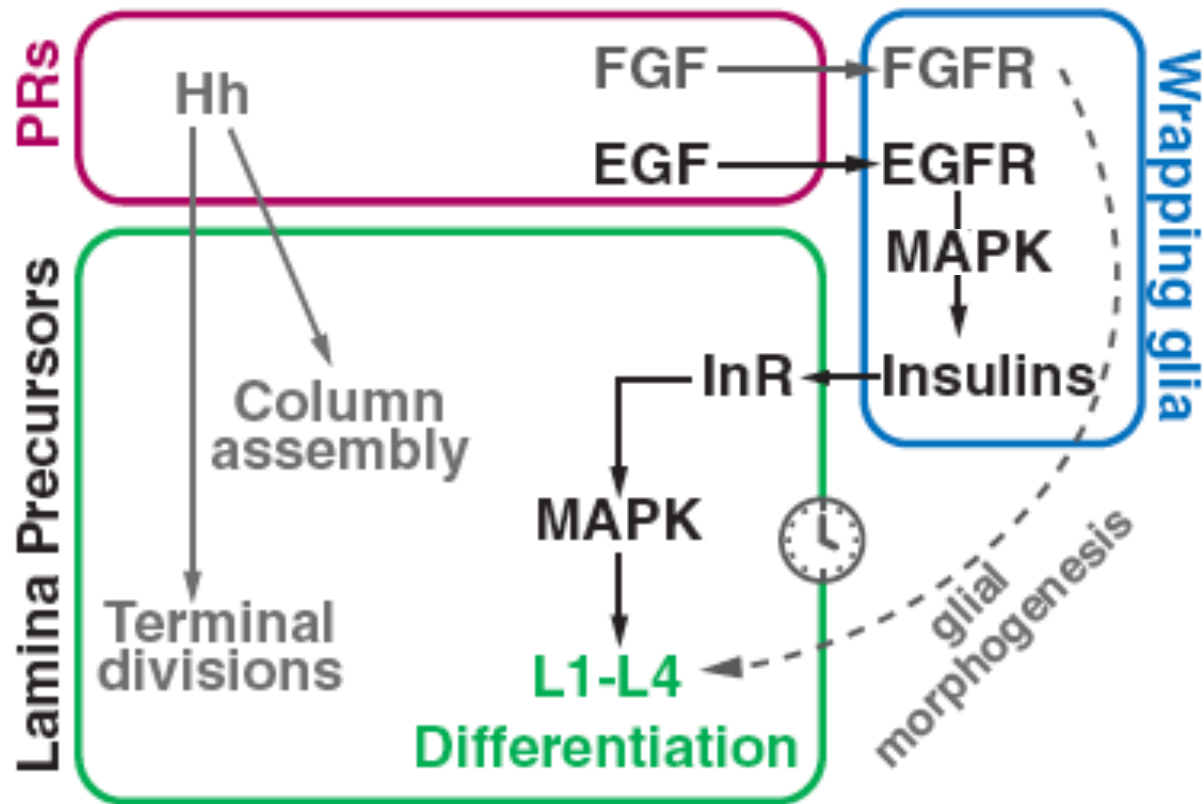 PRs
Hh
FGF
FGFR
EGF
EGFR
MAPK
Insulins
Wrapping glia
Lamina Precursors
InR
Column
assembly
MAPK
Terminal
divisions
L1-L4
Differentiation
glial
morphogenesis